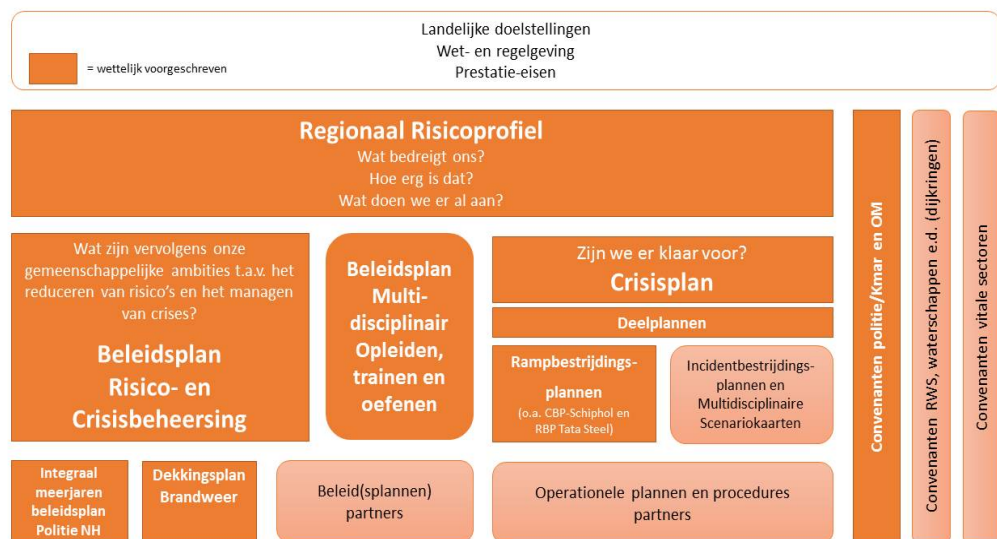 Landelijke doelstellingen
Wet- en regelgeving
Prestatie-eisen
= wettelijk voorgeschreven
Regionaal Risicoprofiel
Wat bedreigt ons?
Hoe erg is dat?
Wat doen we er al aan?
Wat zijn vervolgens onze
gemeenschappelijke ambities t.a.v. het
reduceren van risico's en het managen
van crises?
Beleidsplan
Risico- en
Crisisbeheersing
Beleidsplan
Multi-
disciplinair
Opleiden,
trainen en
oefenen
Zijn we er klaar voor?
Crisisplan
Deelplannen
Rampbestrijdings-
plannen
(o.a. CBP-Schiphol en
RBP Tata Steel)
Incidentbestrijdings-
plannen en
Multidisciplinaire
Scenariokaarten
Integraal
meerjaren
beleidsplan
Politie NH
Dekkingsplan
Brandweer
Beleid(splannen)
partners
Operationele plannen en procedures
partners
Convenanten politie/Kmar en OM
Convenanten RWS, waterschappen e.d. (dijkringen)
Convenanten vitale sectoren